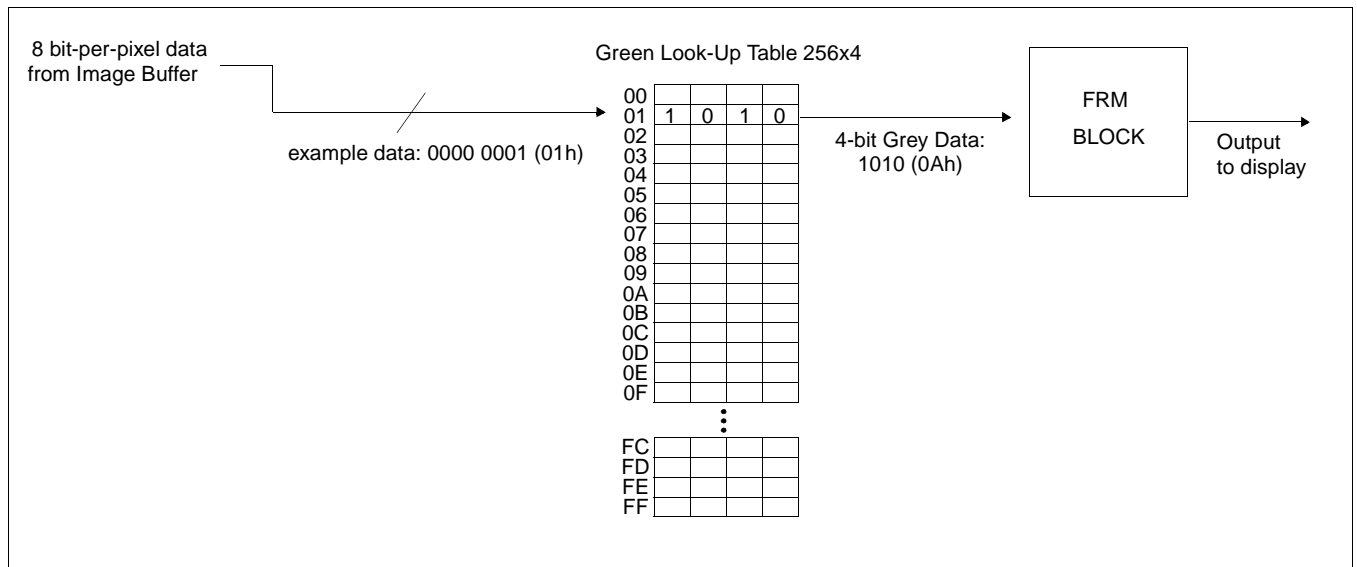 8 bit-per-pixel data
from Image Buffer
example data: 0000 0001 (01h)
Green Look-Up Table 256x4
00
01 1 0 1 0
02
03
04
05
06
07
08
09
0A
0B
0C
0D
0E
0F
FC
FD
FE
FF
4-bit Grey Data:
1010 (0Ah)
FRM
BLOCK
Output
to display